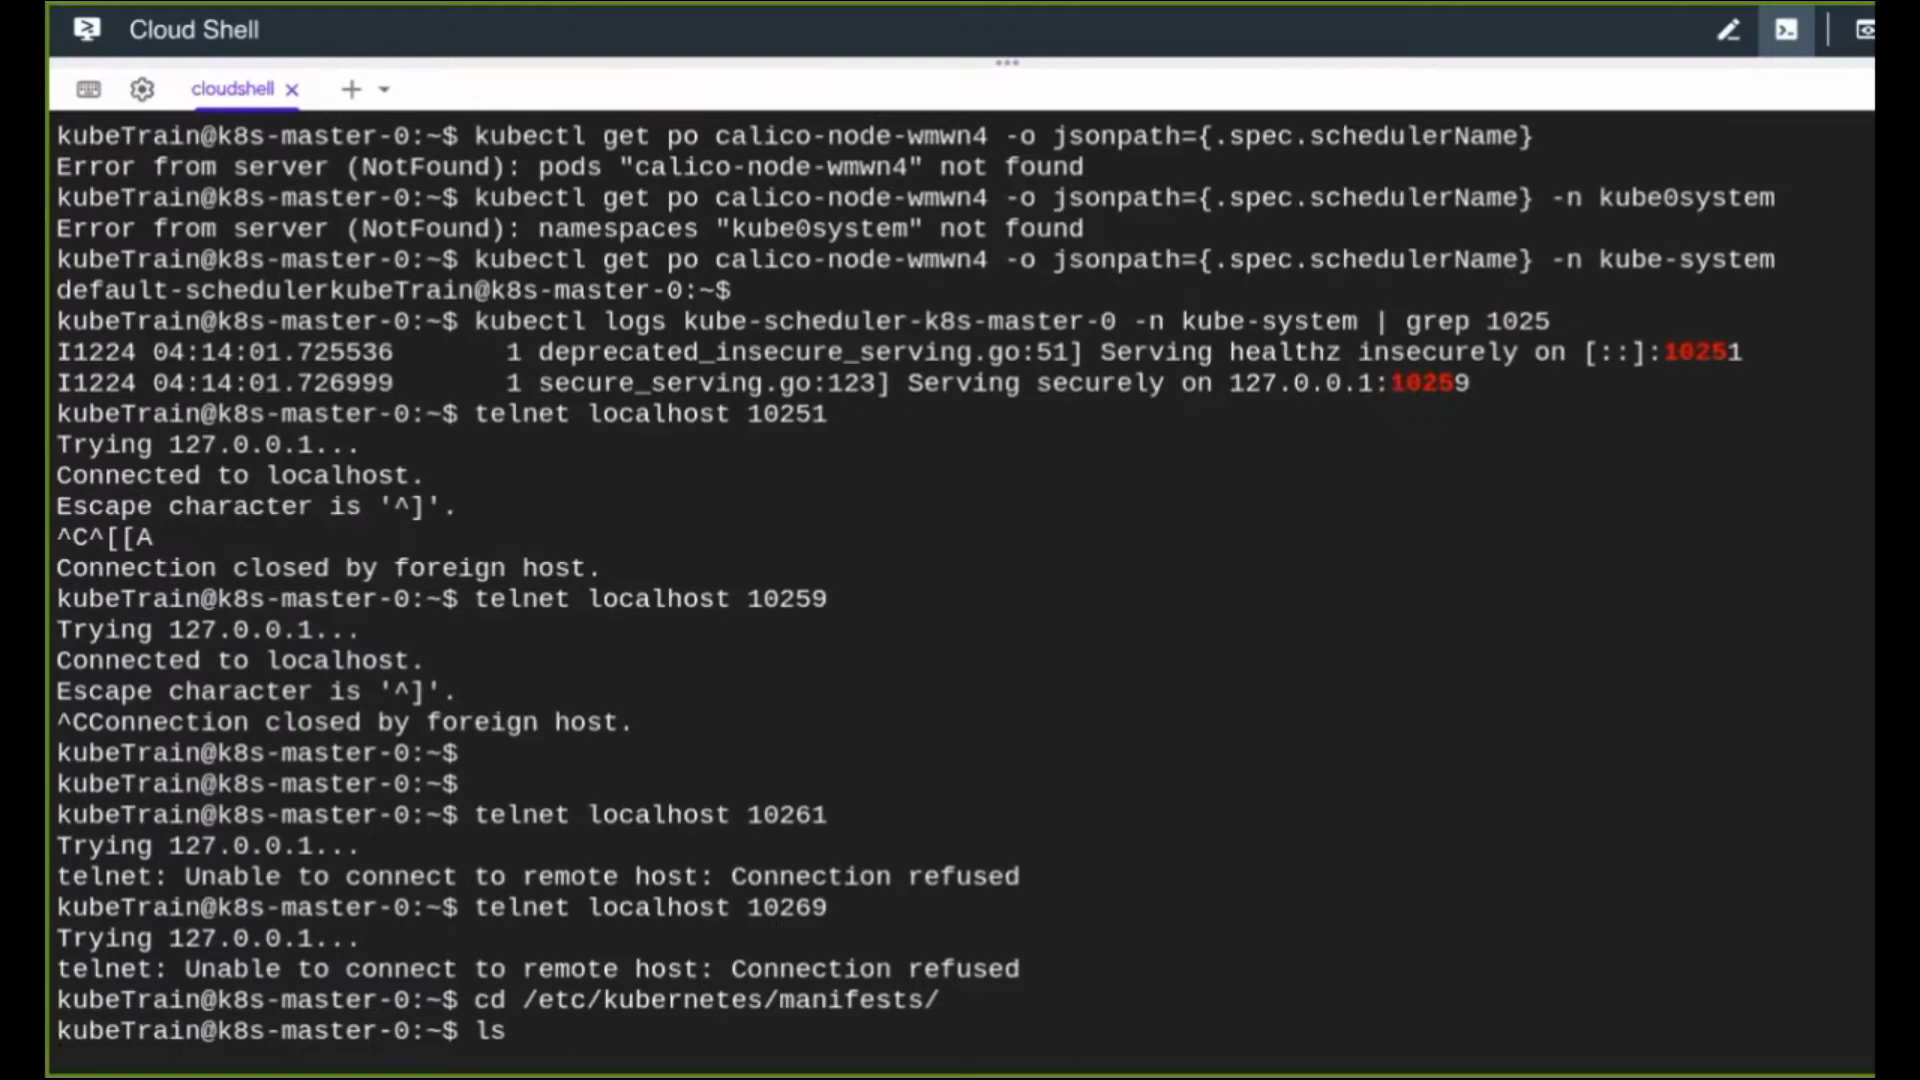 Cloud Shell
cloudshell
kubeTrain@k8s-master-0:~$ kubectl get po calico-node-wmwn4 -o jsonpath={.spec.schedulerName}
Error from server (NotFound): pods "calico-node-wmwn4" not found
kubeTrain@k8s-master-0:~$ kubectl get po calico-node-wmwn4 -o jsonpath={.spec.schedulerName} -n kube0system
Error from server (NotFound): namespaces "kube0system" not found
kubeTrain@k8s-master-0:~$ kubectl get po calico-node-wmwn4 -o jsonpath={.spec.schedulerName} -n kube-system
default-schedulerkubeTrain@k8s-master-0:~$
kubeTrain@k8s-master-0:~$ kubectl logs kube-scheduler-k8s-master-0 -n kube-system | grep 1025
I1224 04:14:01.725536       1 deprecated_insecure_serving.go:51] Serving healthz insecurely on [::]:10251
I1224 04:14:01.726999       1 secure_serving.go:123] Serving securely on 127.0.0.1:10259
kubeTrain@k8s-master-0:~$ telnet localhost 10251
Trying 127.0.0.1...
Connected to localhost.
Escape character is '^]'.
^C^[[A
Connection closed by foreign host.
kubeTrain@k8s-master-0:~$ telnet localhost 10259
Trying 127.0.0.1...
Connected to localhost.
Escape character is '^]'.
^CConnection closed by foreign host.
kubeTrain@k8s-master-0:~$
kubeTrain@k8s-master-0:~$
kubeTrain@k8s-master-0:~$ telnet localhost 10261
Trying 127.0.0.1...
telnet: Unable to connect to remote host: Connection refused
kubeTrain@k8s-master-0:~$ telnet localhost 10269
Trying 127.0.0.1...
telnet: Unable to connect to remote host: Connection refused
kubeTrain@k8s-master-0:~$ cd /etc/kubernetes/manifests/
kubeTrain@k8s-master-0:~$ ls